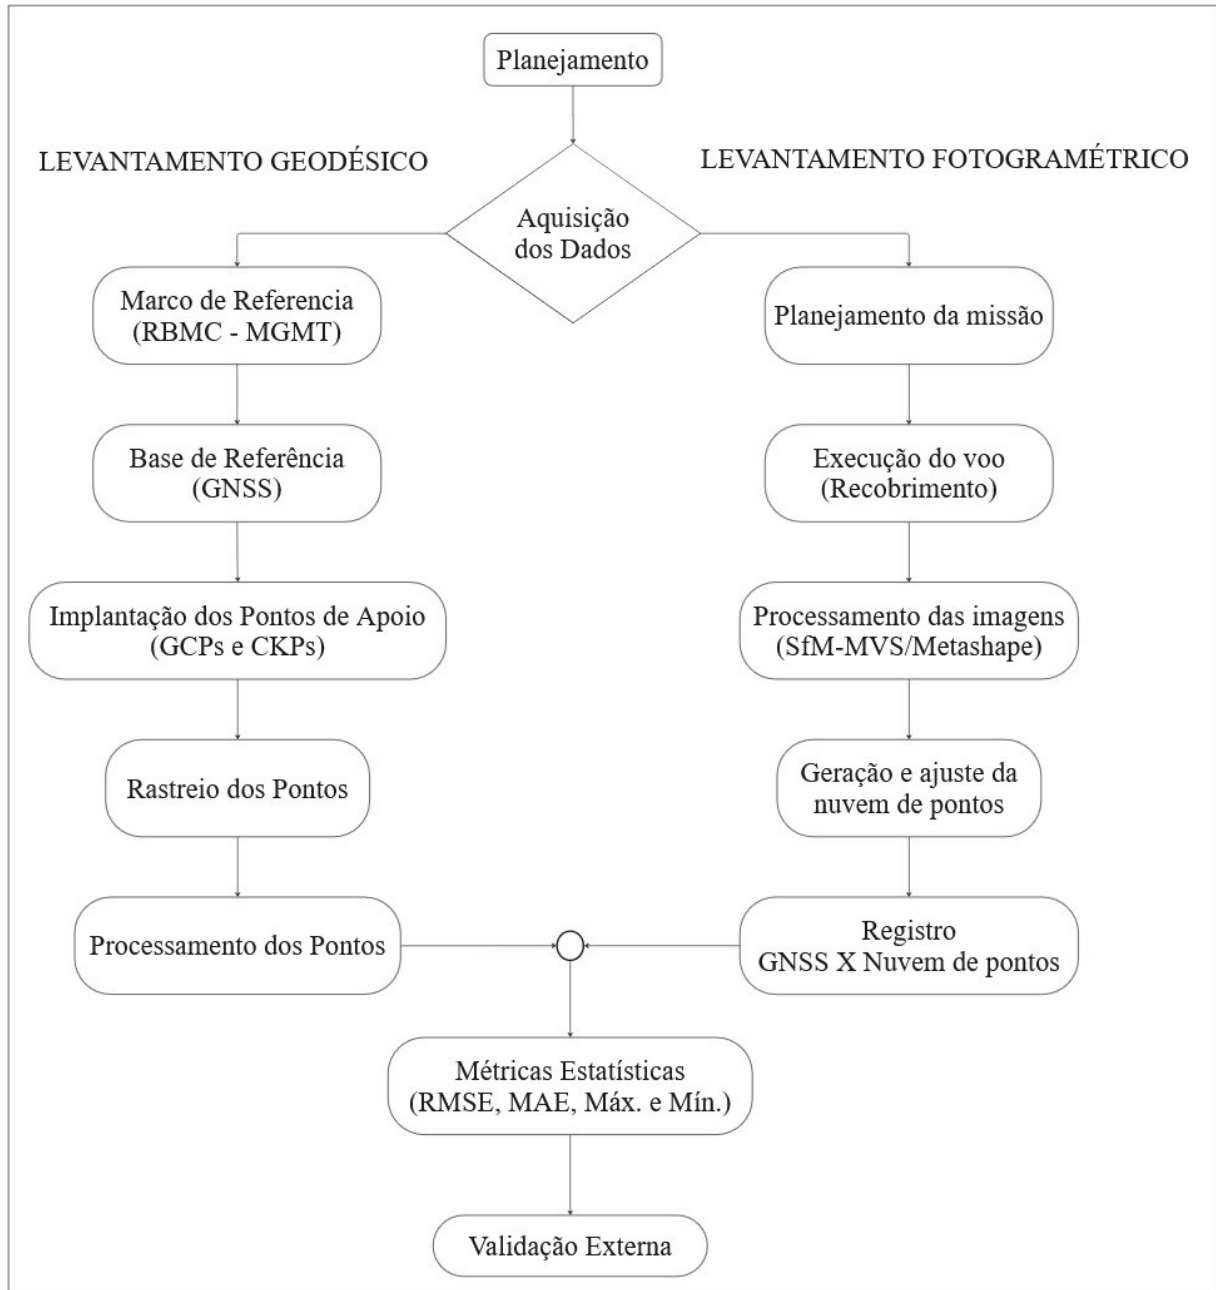 Planejamento
LEVANTAMENTO GEODÉSICO
LEVANTAMENTO FOTOGRAMÉTRICO
Aquisição
dos Dados
Marco de Referencia
(RBMC - MGMT)
Planejamento da missão
Base de Referência
(GNSS)
Execução do voo
(Recobrimento)
Implantação dos Pontos de Apoio
(GCPs e CKPs)
Processamento das imagens
(SfM-MVS/Metashape)
Rastreio dos Pontos
Geração e ajuste da
nuvem de pontos
Processamento dos Pontos
Registro
GNSS X Nuvem de pontos
Métricas Estatísticas
(RMSE, MAE, Máx. e Mín.)
Validação Externa